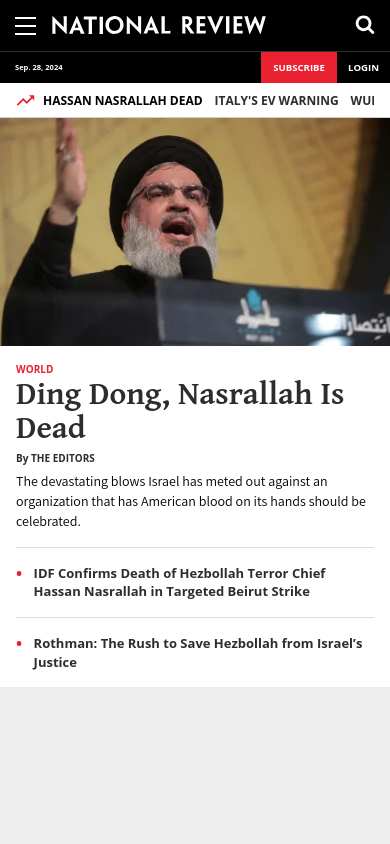 NATIONAL REVIEW
Sep. 28, 2024
SUBSCRIBE
LOGIN
HASSAN NASRALLAH DEAD
ITALY'S EV WARNING
WORLD
Ding Dong, Nasrallah Is
Dead
By THE EDITORS
The devastating blows Israel has meted out against an
organization that has American blood on its hands should be
celebrated.
• IDF Confirms Death of Hezbollah Terror Chief
Hassan Nasrallah in Targeted Beirut Strike
• Rothman: The Rush to Save Hezbollah from Israel’s
Justice